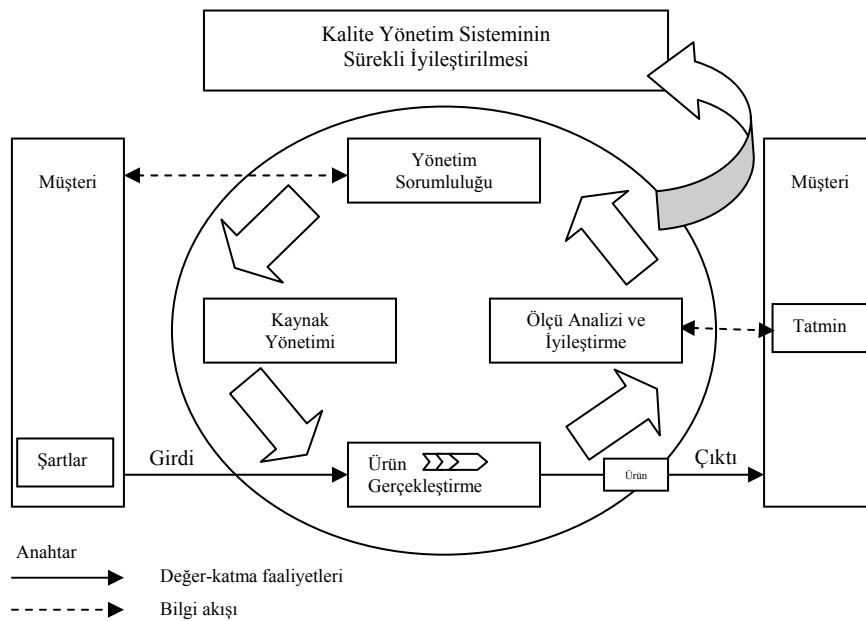 Kalite Yönetim Sisteminin
Sürekli İyileştirilmesi
Müşteri
Yönetim
Sorumluluğu
Müşteri
Kaynak
Yönetimi
Ölçü Analizi ve
İyileştirme
Tatmin
Şartlar
Girdi
Ürün
Gerçekleştirme
Ürün
Çıktı
Anahtar
Değer-katma faaliyetleri
Bilgi akışı